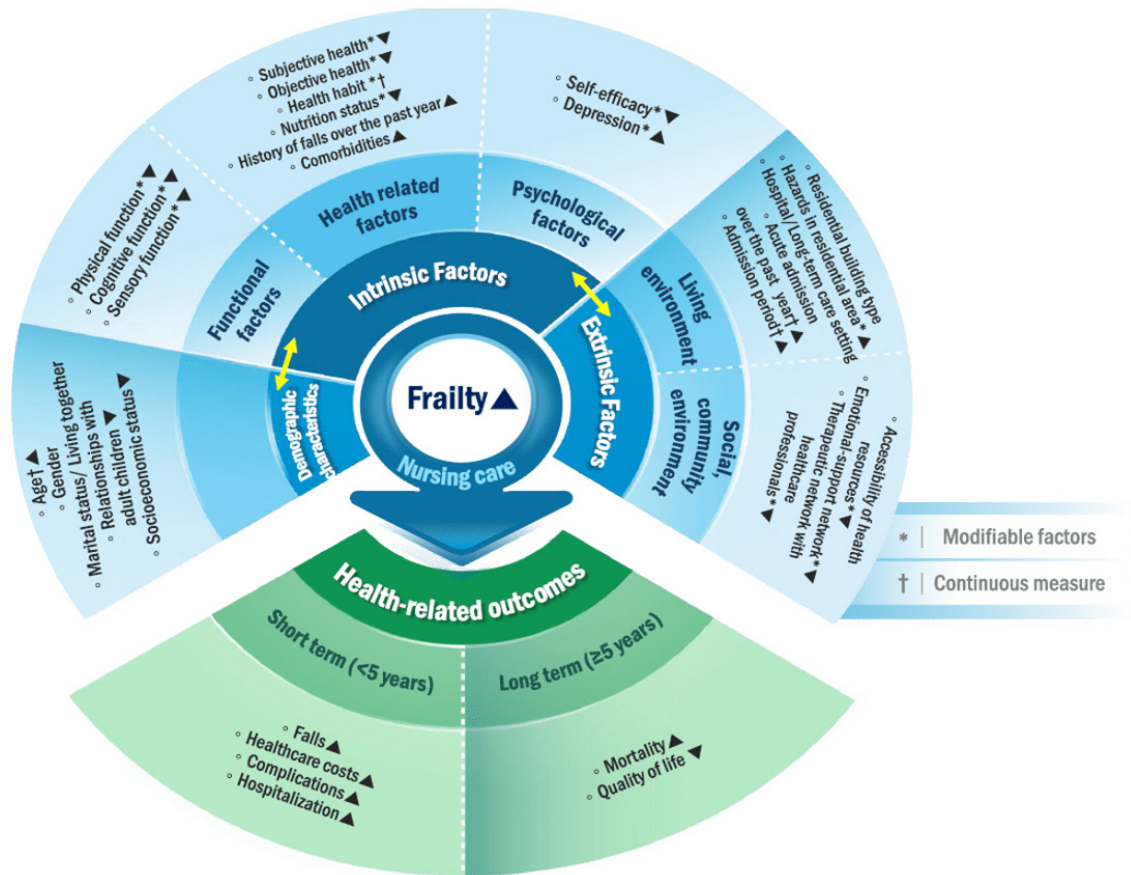 ◦ Subjective health*▼
◦ Objective health*▼
◦ Health habit *†
◦ Nutrition status*▼
◦ History of falls over the past year▲
◦ Comorbidities▲
◦ Self-efficacy*▼
◦ Depression*▲
◦ Physical function*▼
◦ Cognitive function*▼
◦ Sensory function*▼
◦ Residential building type
◦ Hazards in residential area*▲
◦ Hospital/Long-term care setting
◦ Acute admission
over the past year†▲
◦ Admission period†▲
Health related
factors
Psychological
factors
Functional
factors
Living
environment
Intrinsic Factors
Extrinsic Factors
Demographic
characteristics
Social,
community
environment
◦ Age†▲
◦ Gender
◦ Marital status/ Living together
◦ Relationships with
adult children▼
◦ Socioeconomic status▼
◦ Accessibility of health
resources*▼
◦ Emotional-support network*▼
◦ Therapeutic network with
healthcare
professionals*▼
Frailty▲
Nursing care
* | Modifiable factors
† | Continuous measure
Health-related outcomes
Short term (<5 years)
Long term (≥5 years)
◦ Falls▲
◦ Healthcare costs▲
◦ Complications▲
◦ Hospitalization▲
◦ Mortality▲
◦ Quality of life▼